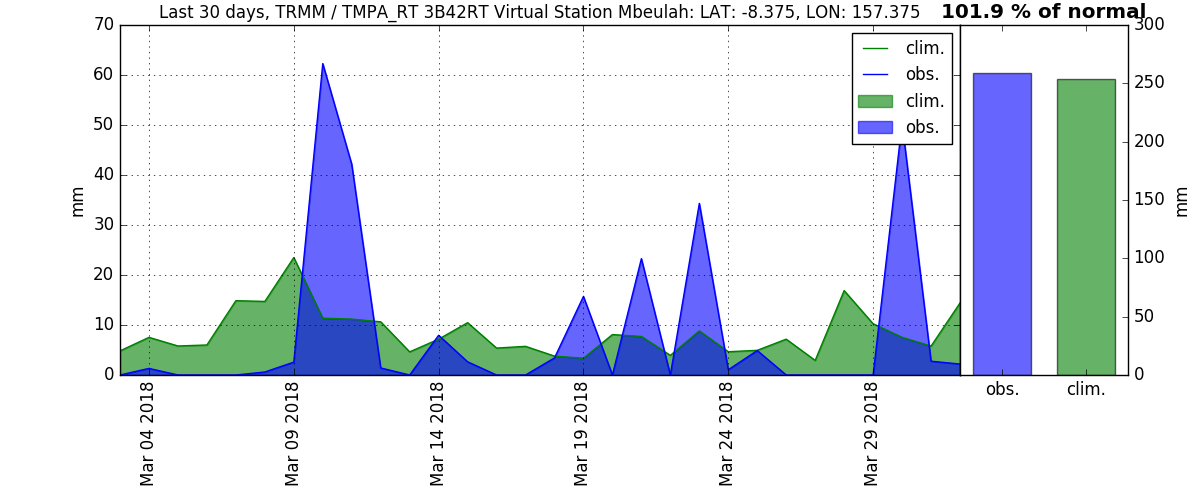 Last 30 days, TRMM / TMPA_RT 3B42RT Virtual Station Mbeulah: LAT: -8.375, LON: 157.375
101.9 % of normal
70
60
50
40
30
20
10
0
mm
Mar 04 2018
Mar 09 2018
Mar 14 2018
Mar 19 2018
Mar 24 2018
Mar 29 2018
clim.
obs.
clim.
obs.
300
250
200
150
100
50
0
mm
obs.
clim.